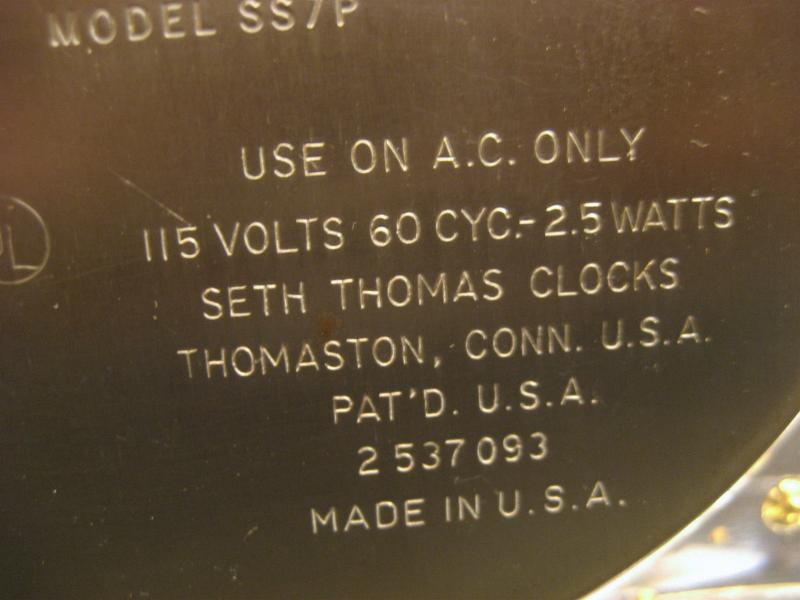 MODEL SS7P
USE ON A.C. ONLY
UL
115 VOLTS 60 CYC.-2.5 WATTS
SETH THOMAS CLOCKS
THOMASTON, CONN. U.S.A.
PAT'D. U.S.A.
2 537 093
MADE IN U.S.A.